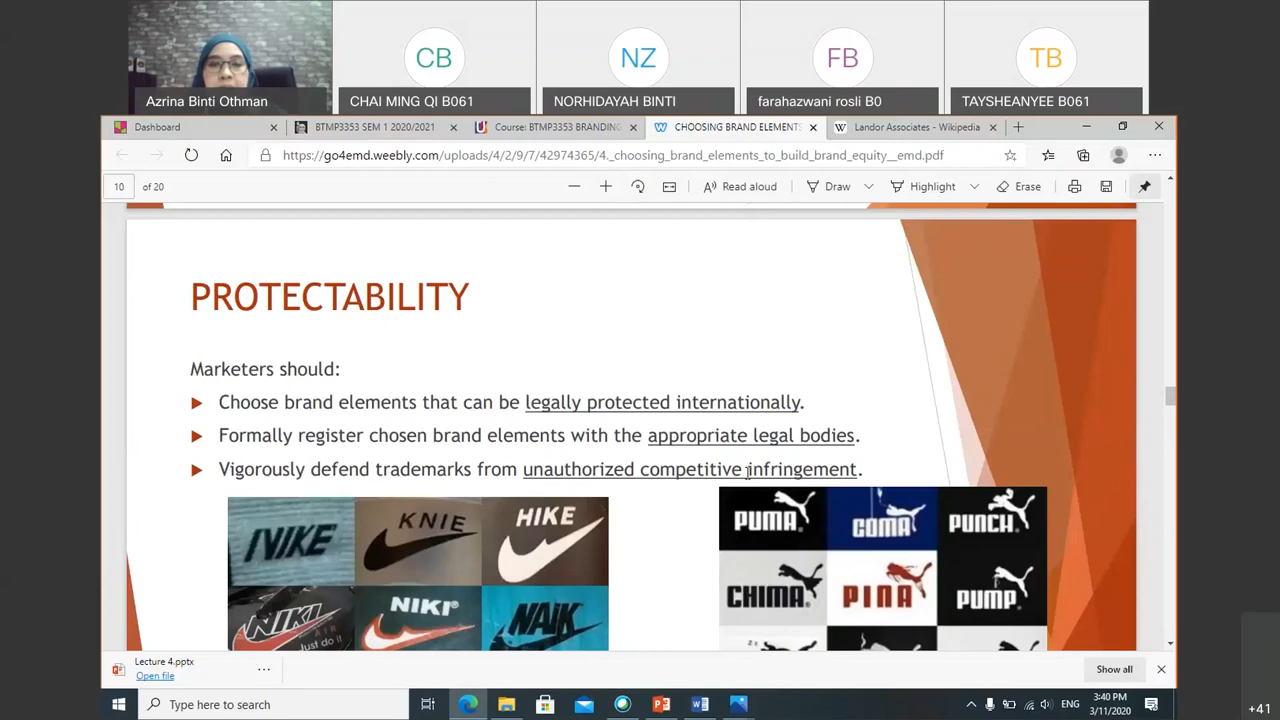 CB
NZ
FB
TB
Azrina Binti Othman
CHAI MING QI B061
NORHIDAYAH BINTI
farahazwani rosli B0
TAYSHEANYEE B061
Dashboard
BTMP3353 SEM 1 2020/2021
Course: BTMP3353 BRANDING
CHOOSING BRAND ELEMENTS
Landor Associates - Wikipedia
https://go4emd.weebly.com/uploads/4/2/9/7/42974365/4._choosing_brand_elements_to_build_brand_equity__emd.pdf
10 of 20
Read aloud
Draw
Highlight
Erase
PROTECTABILITY
Marketers should:
Choose brand elements that can be legally protected internationally.
Formally register chosen brand elements with the appropriate legal bodies.
Vigorously defend trademarks from unauthorized competitive infringement.
IVIKE
KNIE
HIKE
NIKI
AIR
Just do it
NIKI®
NAIK
PUMA®
COMA
PUNCH®
CHIMA®
PINA
PUMP®
Lecture 4.pptx
Open file
Show all
Type here to search
ENG
3:40 PM
3/11/2020
+41